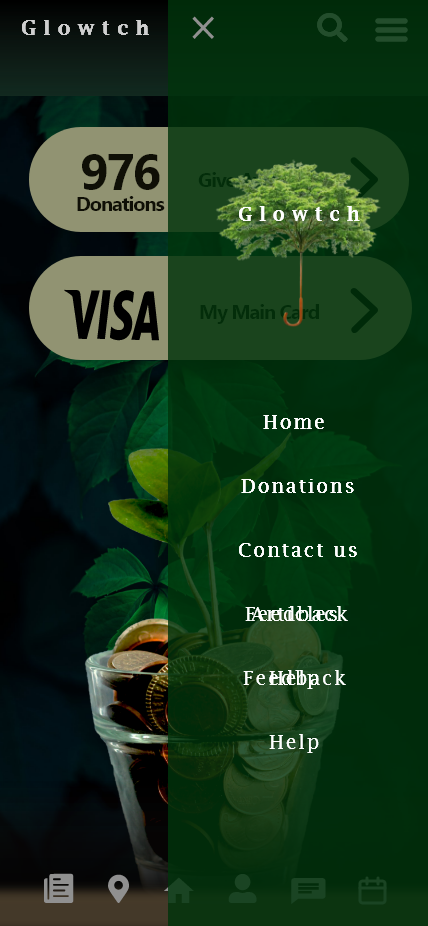 Glowtch
976
Donations
Give A
Glowtch
VISA
My Main Card
Home
Donations
Contact us
Feedback
Articles
Feedback
Help
Help